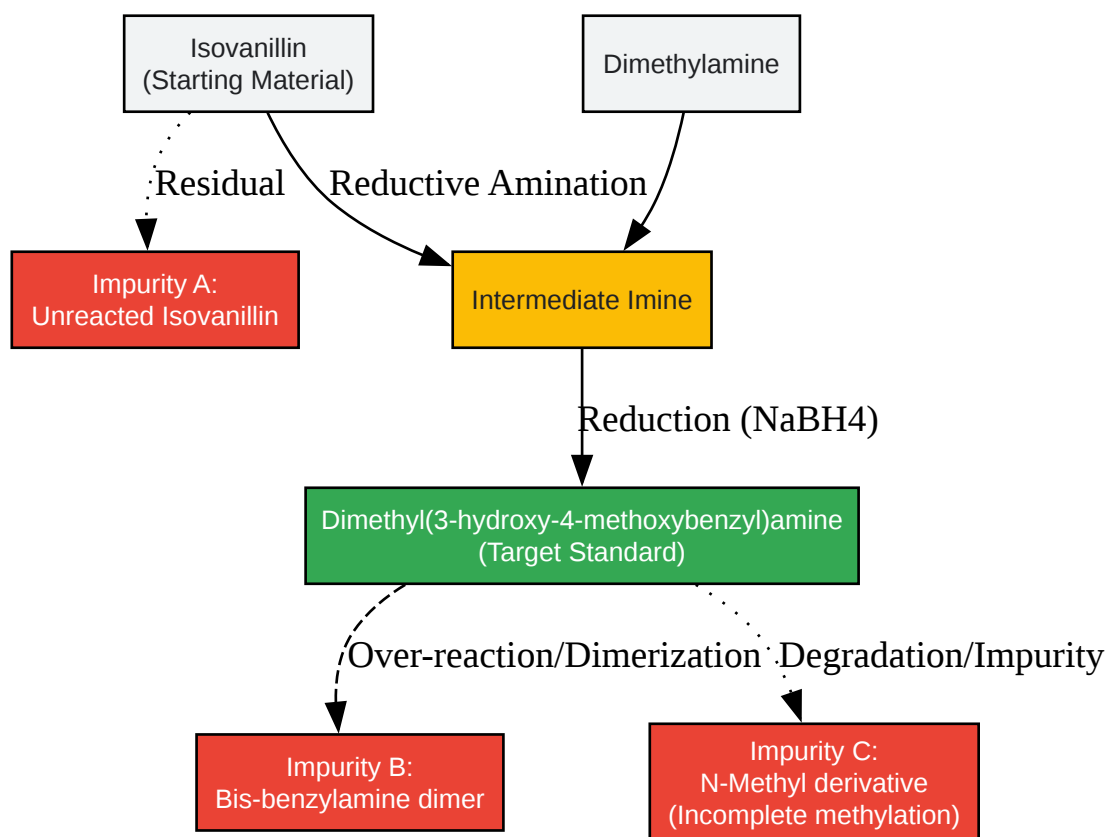 Isovanillin
(Starting Material)
Dimethylamine
Residual
Reductive Amination
Impurity A:
Unreacted Isovanillin
Intermediate Imine
Reduction (NaBH4)
Dimethyl(3-hydroxy-4-methoxybenzyl)amine
(Target Standard)
Over-reaction/Dimerization
Degradation/Impurity
Impurity B:
Bis-benzylamine dimer
Impurity C:
N-Methyl derivative
(Incomplete methylation)